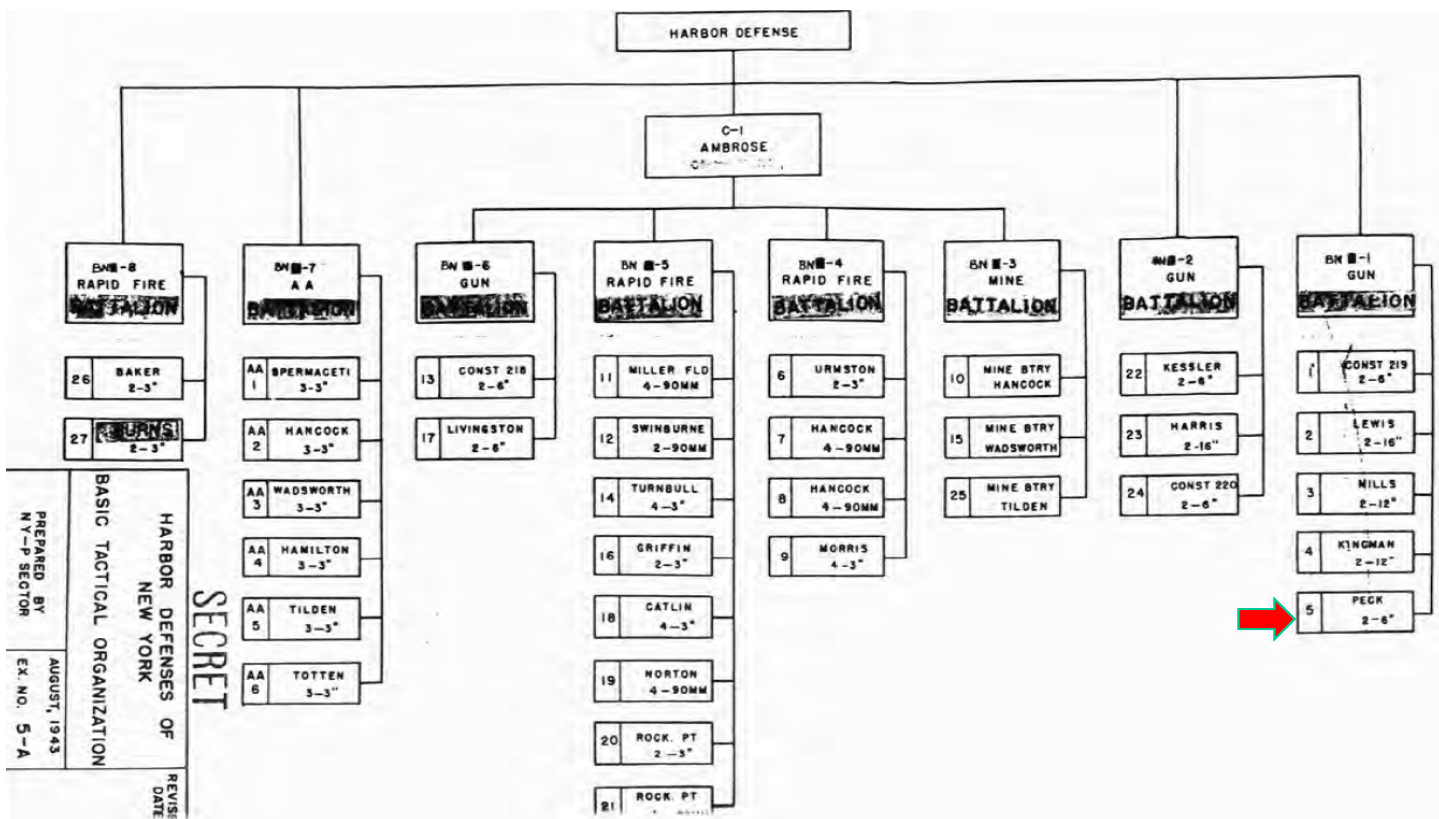 HARBOR DEFENSE
C-1
AMBROSE
BN -8
RAPID FIRE
BATTALION
26 BAKER
2-3"
27 BURNS
2-3"
BN -7
AA
BATTALION
AA 1 SPERMACETI
3-3"
AA 2 HANCOCK
3-3"
AA 3 WADSWORTH
3-3"
AA 4 HAMILTON
3-3"
AA 5 TILDEN
3-3"
AA 6 TOTTEN
3-3"
BN -6
GUN
BATTALION
13 CONST 218
2-6"
17 LIVINGSTON
2-6"
BN -5
RAPID FIRE
BATTALION
11 MILLER FLD
4-90MM
12 SWINBURNE
2-90MM
14 TURNBULL
4-3"
16 GRIFFIN
2-3"
18 CATLIN
4-3"
19 NORTON
4-90MM
20 ROCK. PT
2-3"
21 ROCK. PT
BN -4
RAPID FIRE
BATTALION
6 URMSTON
2-3"
7 HANCOCK
4-90MM
8 HANCOCK
4-90MM
9 MORRIS
4-3"
BN -3
MINE
BATTALION
10 MINE BTRY
HANCOCK
15 MINE BTRY
WADSWORTH
25 MINE BTRY
TILDEN
-2
GUN
BATTALION
22 KESSLER
2-6"
23 HARRIS
2-16"
24 CONST 220
2-6"
BN -1
GUN
BATTALION
1 CONST 219
2-6"
2 LEWIS
2-16"
3 MILLS
2-12"
4 KINGMAN
2-12"
5 PECK
2-6"
SECRET
HARBOR DEFENSES OF
NEW YORK
BASIC TACTICAL ORGANIZATION
PREPARED BY
NY-P SECTOR
AUGUST, 1943
EX. NO. 5-A
DATE